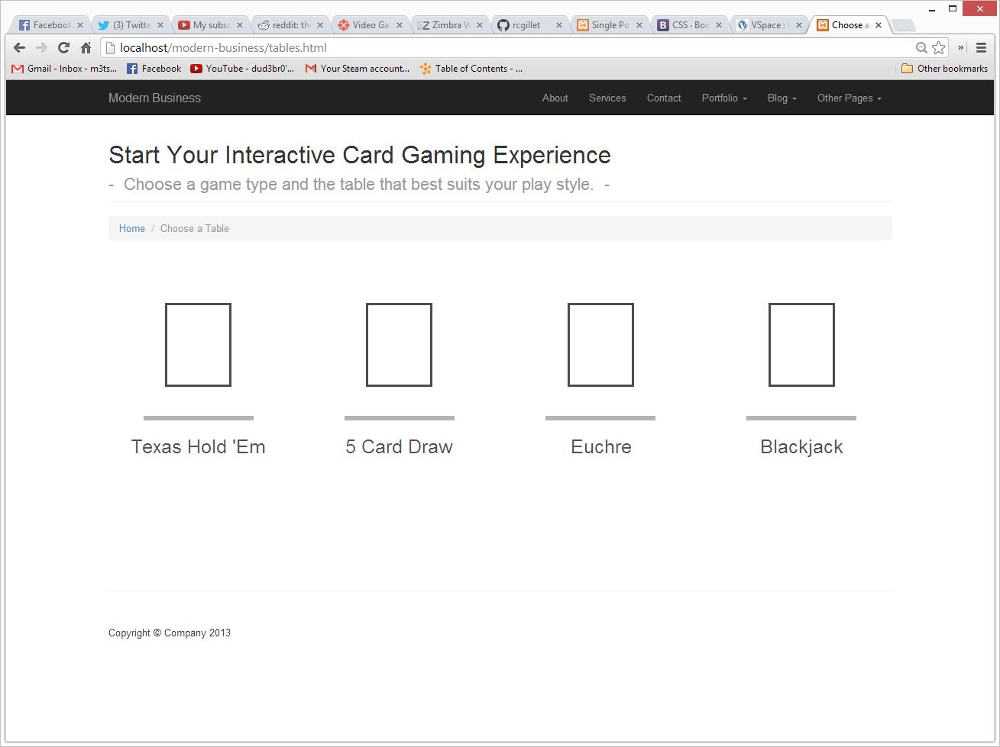 Facebook
(3) Twitte
My subsc
reddit: the
Video Ga
Zimbra W
rcgillet
Single Po
CSS · Boo
VSpace :
Choose a
localhost/modern-business/tables.html
Gmail - Inbox - m3ts...
Facebook
YouTube - dud3br0'...
Your Steam account...
Table of Contents - ...
Other bookmarks
Modern Business
About
Services
Contact
Portfolio
Blog
Other Pages
Start Your Interactive Card Gaming Experience
- Choose a game type and the table that best suits your play style. -
Home / Choose a Table
Texas Hold 'Em
5 Card Draw
Euchre
Blackjack
Copyright © Company 2013